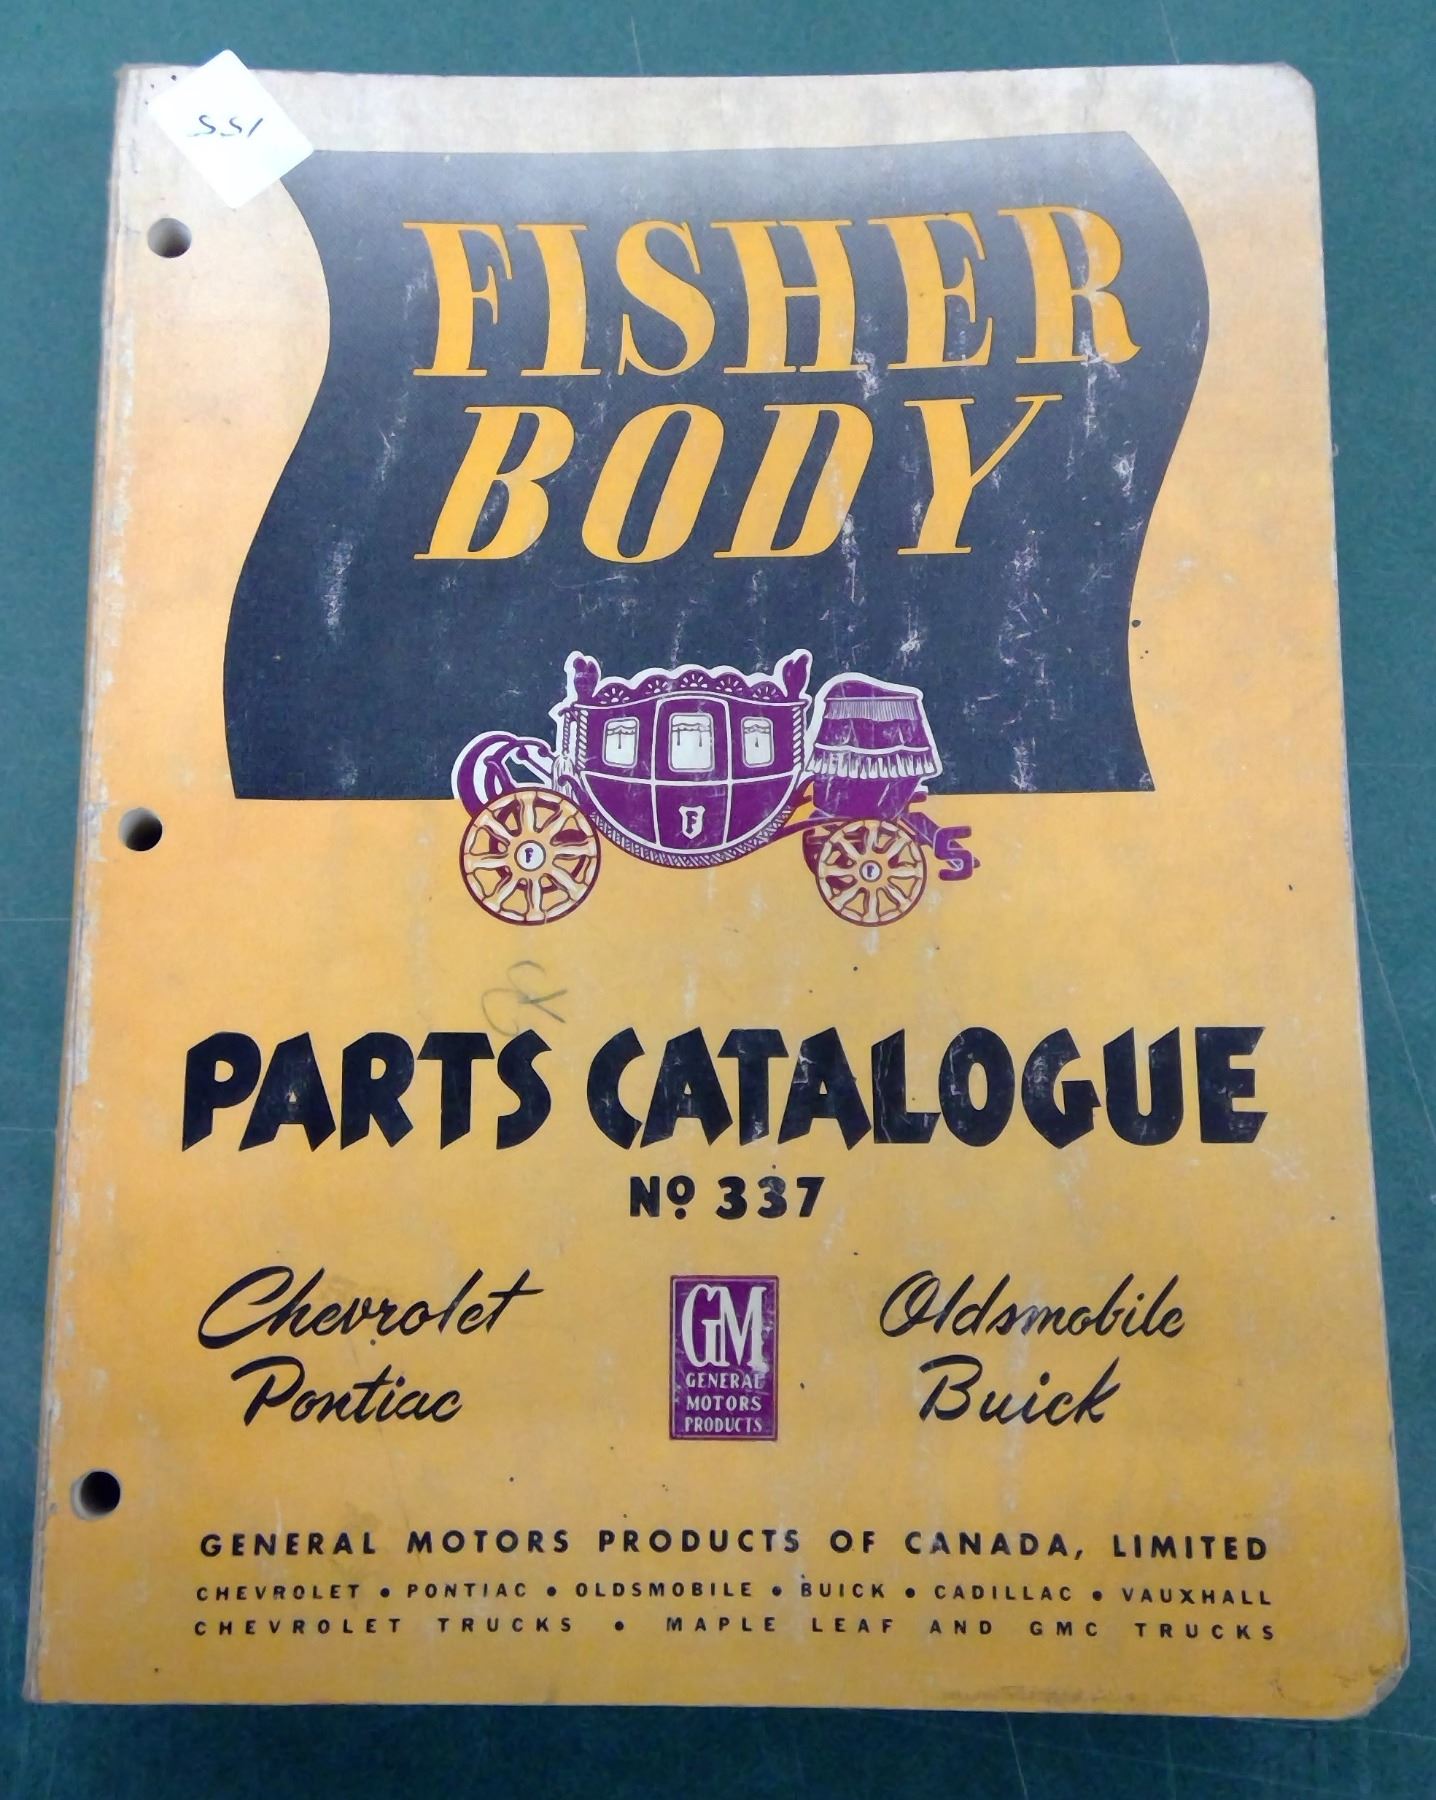 FISHER
BODY
F
F
F
PARTS CATALOGUE
Nº 337
Chevrolet
Pontiac
GM
GENERAL
MOTORS
PRODUCTS
Oldsmobile
Buick
GENERAL MOTORS PRODUCTS OF CANADA, LIMITED
CHEVROLET • PONTIAC • OLDSMOBILE • BUICK • CADILLAC • VAUXHALL
CHEVROLET TRUCKS • MAPLE LEAF AND GMC TRUCKS